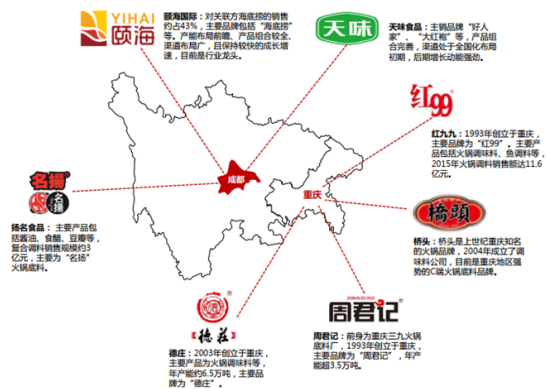 YIHAI
颐海
颐海国际：对关联方海底捞的销售
约占43%，主要品牌包括“海底捞”
等。产能布局前瞻、产品组合较全、
渠道布局广，且保持较快的成长增
速，目前是行业龙头。
天味
天味食品：主销品牌“好人
家”、“大红袍”等，产品组
合完善，渠道处于全国化布局
初期，后期增长动能强劲。
红99
红九九：1993年创立于重庆，
主要品牌为“红99”。主要产
品包括火锅调味料、鱼调料等，
2015年火锅调料销售额达11.6
亿元。
成都
重庆
名揚
名揚
扬名食品：主要产品包
括酱油、食醋、豆瓣等，
复合调料销售规模约3
亿元，主要为“名扬”
火锅底料。
橋頭
桥头：桥头是上世纪重庆知名
的火锅品牌，2004年成立了调
味料公司，目前是重庆地区强
势的C端火锅底料品牌。
德莊
德庄：2003年创立于重庆，
主要产品为火锅调味料等，
年产能约6.5万吨，主要品
牌为“德庄”。
周君记
周君记：前身为重庆三九火锅
底料厂，1993年创立于重庆，
主要品牌为“周君记”，年产
能超3.5万吨。